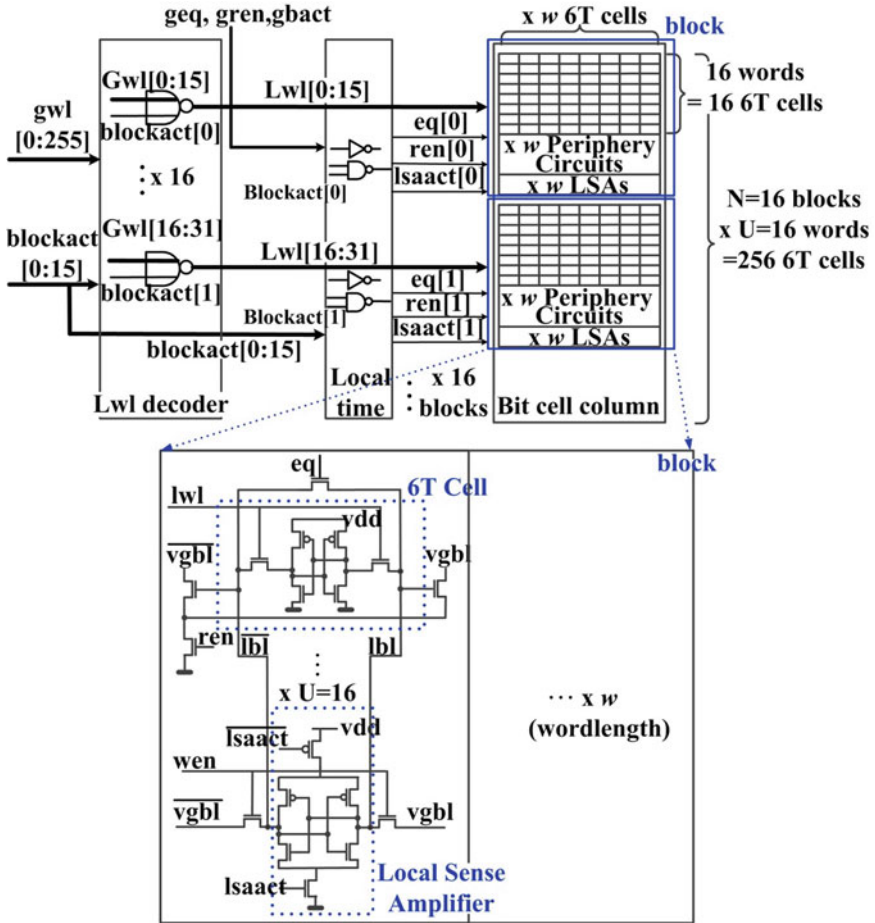 geq, gren,gbact
x w 6T cells
block
Gwl[0:15]
Lwl[0:15]
gwl
[0:255]
blockact[0]
eq[0]
ren[0]
lsaact[0]
Blockact[0]
x 16
16 words
= 16 6T cells
x w Periphery
Circuits
x w LSAs
N=16 blocks
x U=16 words
=256 6T cells
blockact
[0:15]
Gwl[16:31]
Lwl[16:31]
blockact[1]
eq[1]
ren[1]
lsaact[1]
Blockact[1]
blockact[0:15]
x w Periphery
Circuits
x w LSAs
Lwl decoder
Local
time
x 16
blocks
Bit cell column
block
eq
6T Cell
lwl
vdd
vgbl
vgbl
ren
lbl
lbl
x U=16
lsaact
vdd
wen
vgbl
vgbl
lsaact
Local Sense
Amplifier
··· x w
(wordlength)